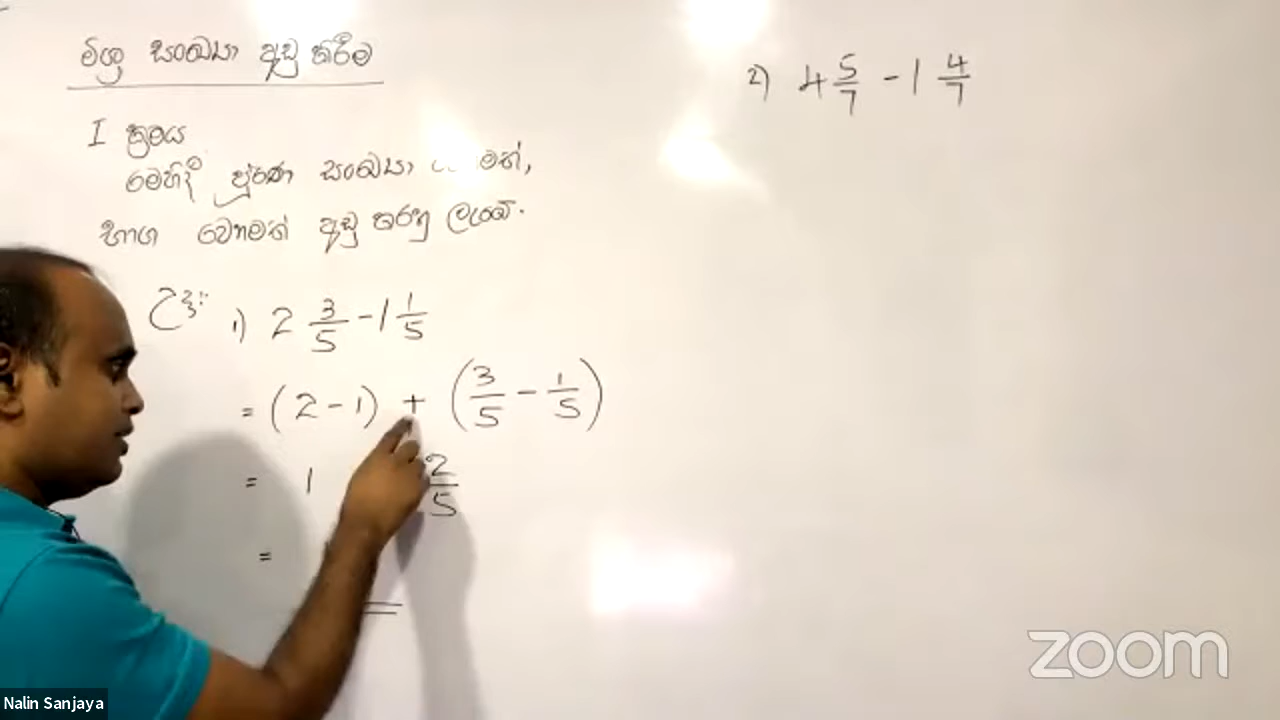 මිශ්‍ර සංඛ්‍යා අඩු කිරීම
I ක්‍රමය
මෙහිදී පූර්ණ සංඛ්‍යා මත්,
භාග වෙනමත් අඩු කරනු ලැබේ.
උදා:
1) 2 3/5 - 1 1/5
= (2 - 1) + (3/5 - 1/5)
= 1 2/5
=
2) 4 5/7 - 1 4/7
zoom
Nalin Sanjaya